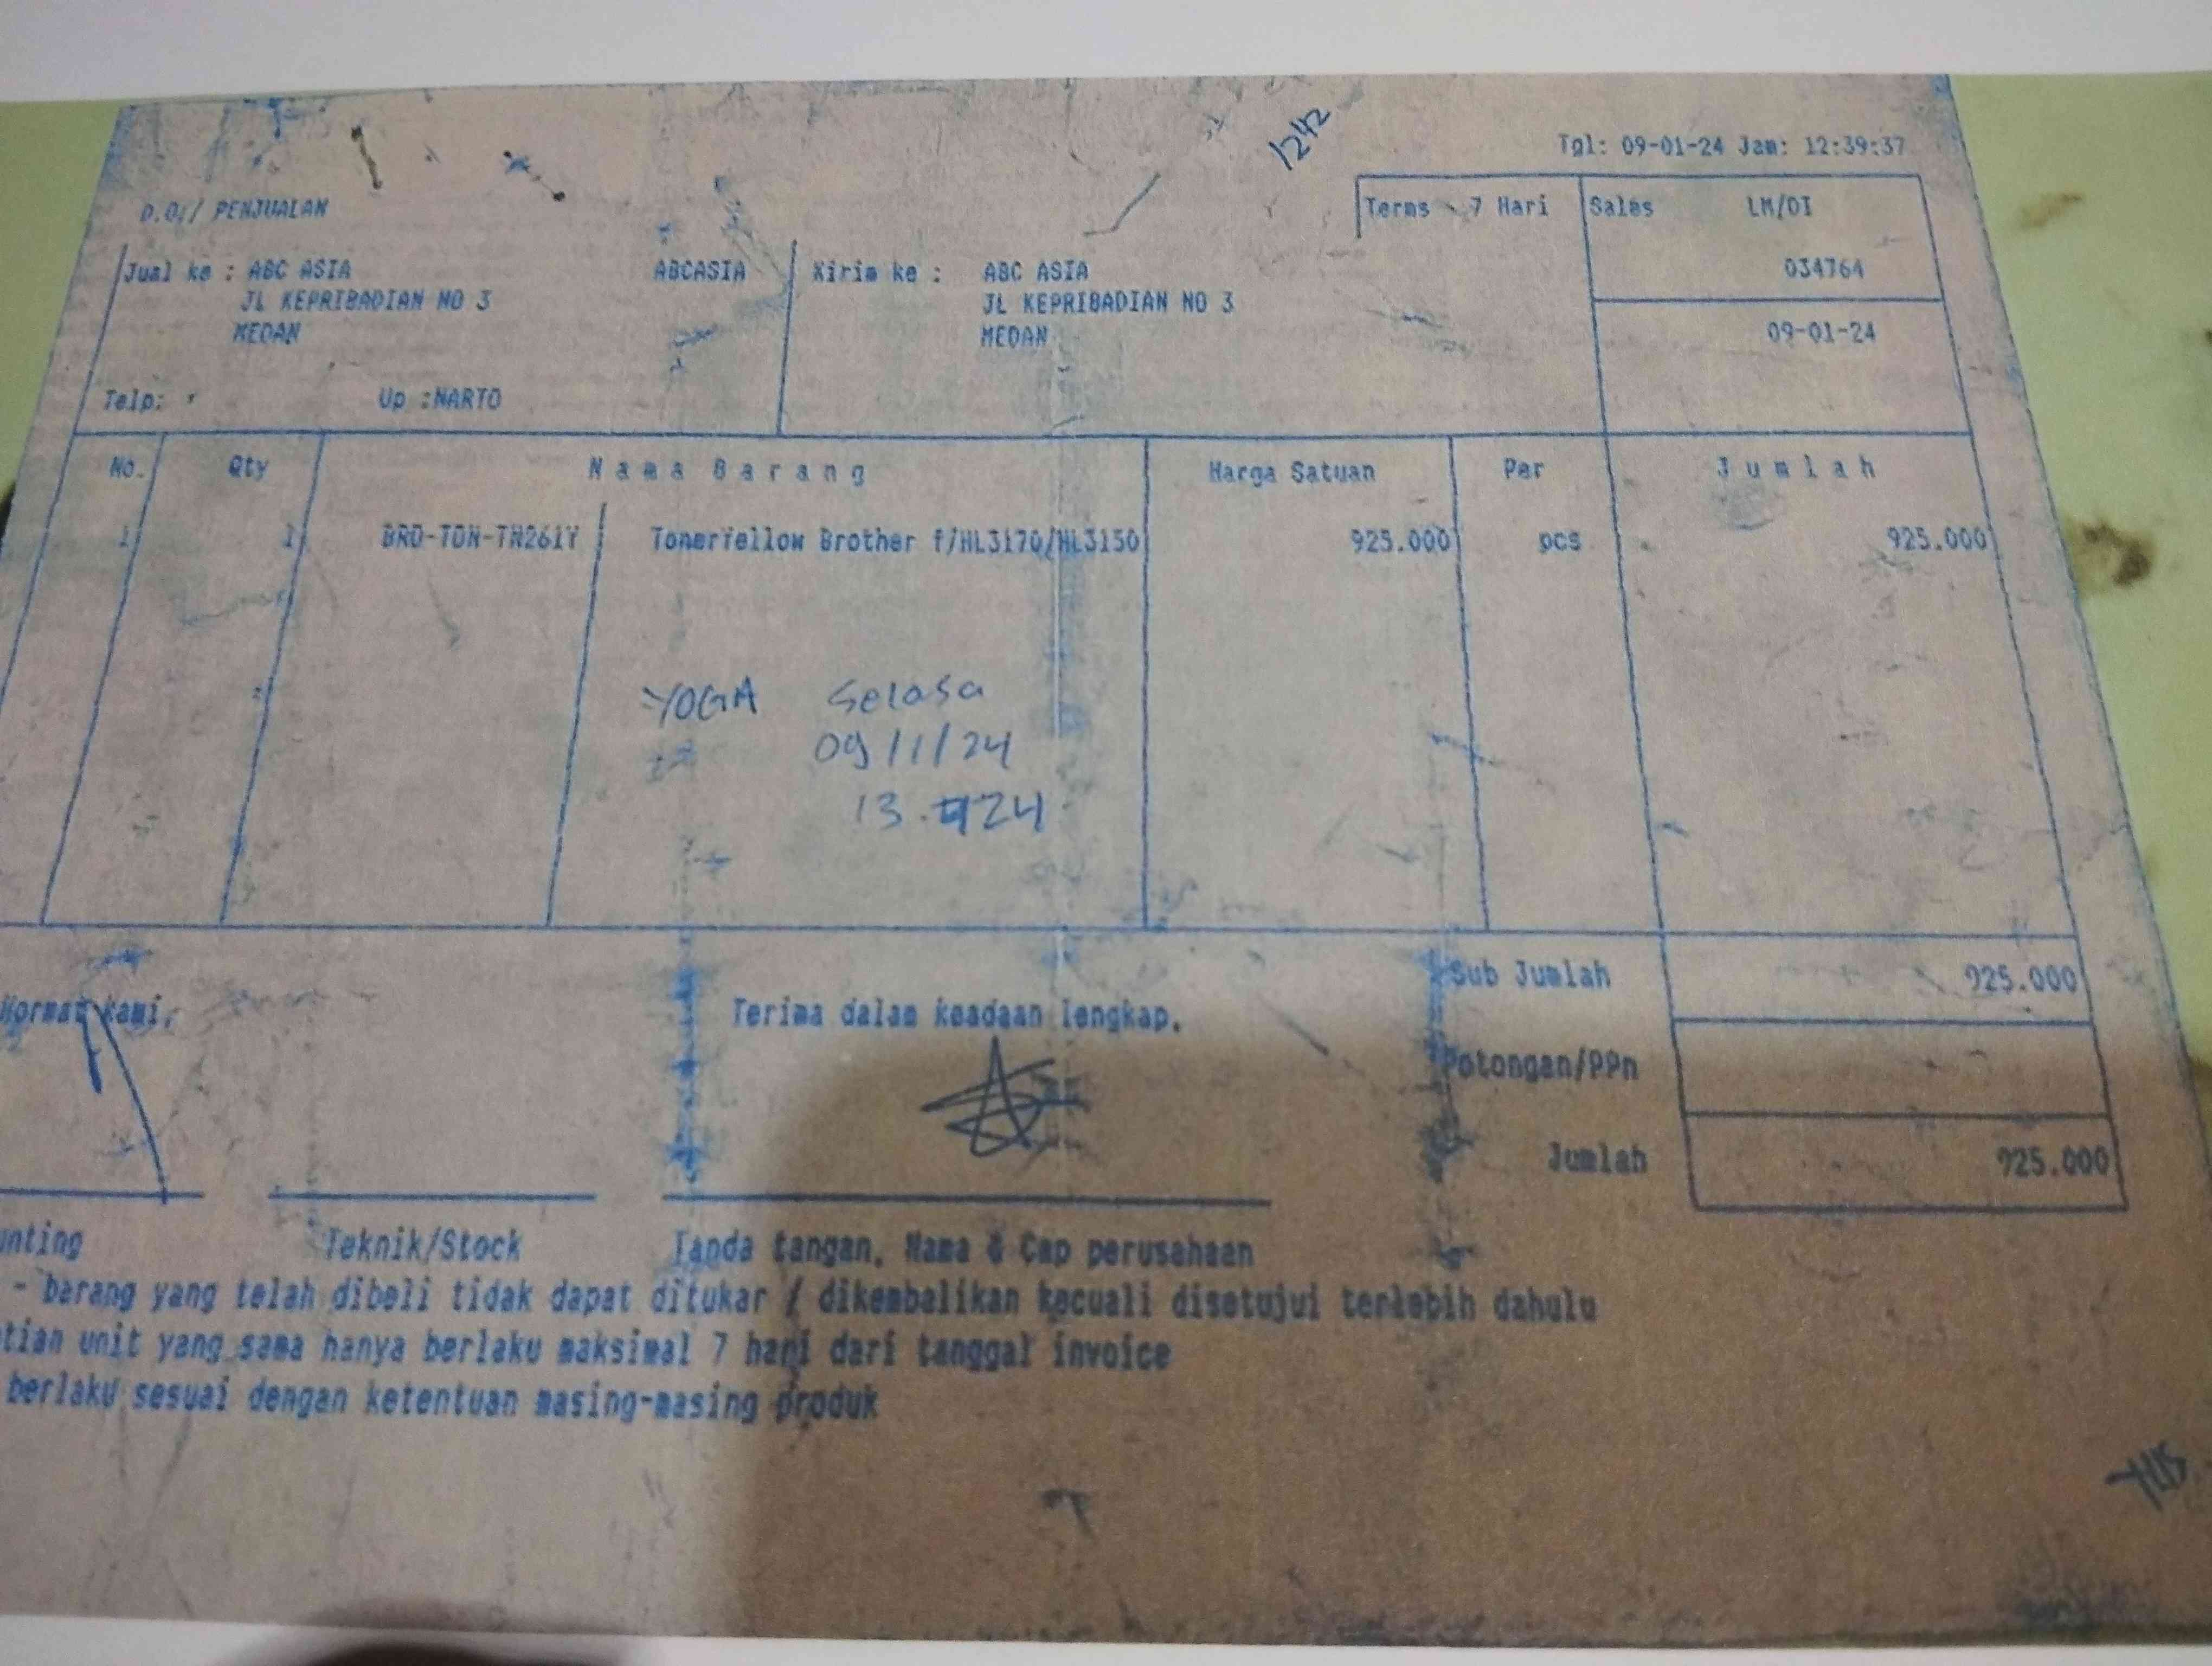 1242
Tgl: 09-01-24 Jam: 12:39:37
D.O./ PENJUALAN
Terms 7 Hari Sales LM/DI
034764
09-01-24
Jual ke : ABC ASIA ABCASIA
JL KEPRIBADIAN NO 3
MEDAN
Telp: Up :NARTO
Kirim ke : ABC ASIA
JL KEPRIBADIAN NO 3
MEDAN
No. Qty Nama Barang Harga Satuan Per Jumlah
1 1 BRO-TON-TN261Y TonerYellow Brother f/HL3170/HL3150 925.000 pcs 925.000
YOGA Selasa
09/1/24
13. 24
Sub Jumlah 925.000
Potongan/PPn
Jumlah 925.000
Hormat kami,
Terima dalam keadaan lengkap.
unting Teknik/Stock Tanda tangan, Nama & Cap perusahaan
- barang yang telah dibeli tidak dapat ditukar / dikembalikan kecuali disetujui terlebih dahulu
tian unit yang sama hanya berlaku maksimal 7 hari dari tanggal invoice
berlaku sesuai dengan ketentuan masing-masing produk